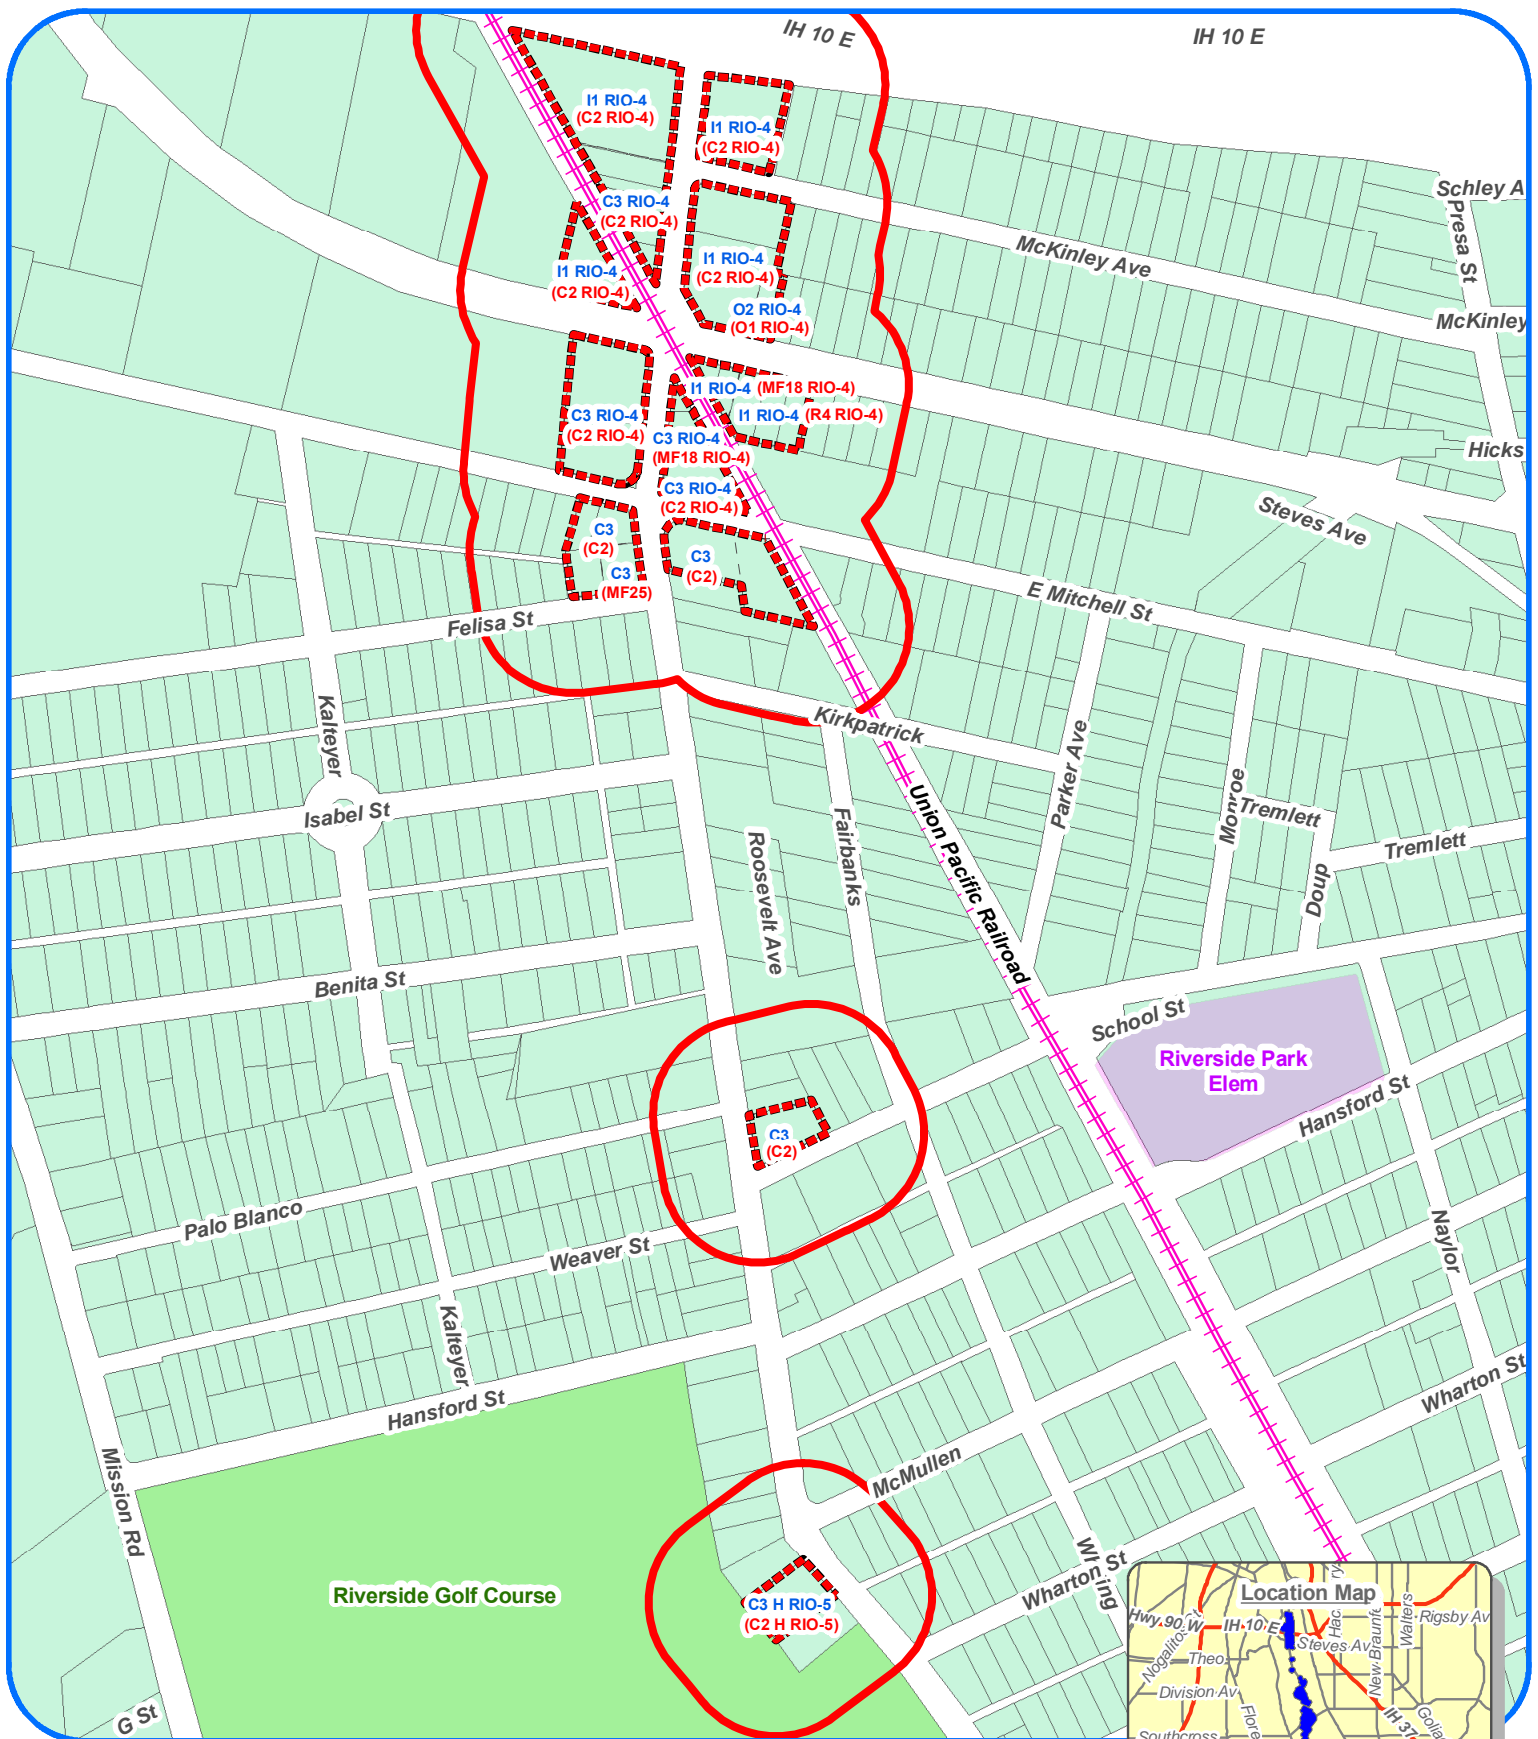 IH 10 E
IH 10 E
I1 RIO-4
(C2 RIO-4)
I1 RIO-4
(C2 RIO-4)
Schley A
C3 RIO-4
(C2 RIO-4)
Presa St
McKinley Ave
I1 RIO-4
(C2 RIO-4)
I1 RIO-4
(C2 RIO-4)
O2 RIO-4
(O1 RIO-4)
McKinley
I1 RIO-4 (MF18 RIO-4)
I1 RIO-4 (R4 RIO-4)
C3 RIO-4
(C2 RIO-4)
C3 RIO-4
(MF18 RIO-4)
Hicks
C3 RIO-4
(C2 RIO-4)
Steves Ave
C3
(C2)
C3
(C2)
C3
(MF25)
E Mitchell St
Felisa St
Kalteyer
Kirkpatrick
Parker Ave
Isabel St
Union Pacific Railroad
Monroe
Tremlett
Tremlett
Fairbanks
Roosevelt Ave
Doup
Benita St
School St
Riverside Park
Elem
Hansford St
C3
(C2)
Palo Blanco
Weaver St
Naylor
Kalteyer
Hansford St
Wharton St
McMullen
Mission Rd
Wharton St
Riverside Golf Course
C3 H RIO-5
(C2 H RIO-5)
G St
Location Map
Hwy 90 W
IH 10 E
Rigsby Av
Steves Av
Walters
Theo
Division Av
IH 37
Southcross